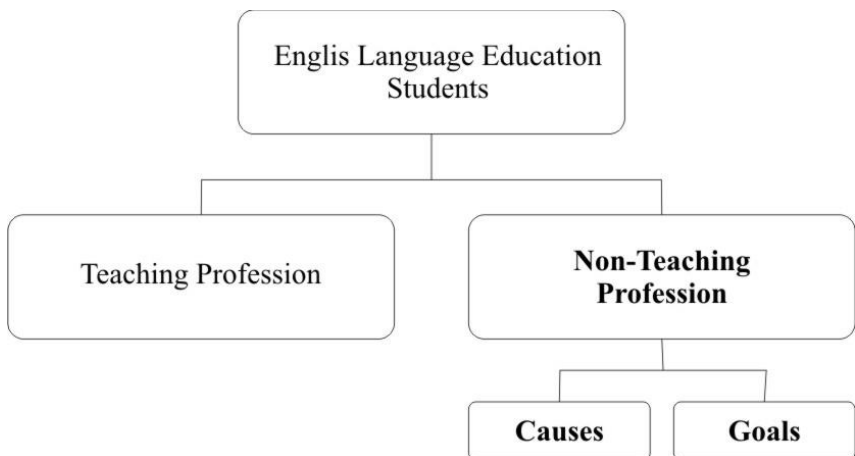 Englis Language Education
Students
Teaching Profession
Non-Teaching
Profession
Causes
Goals